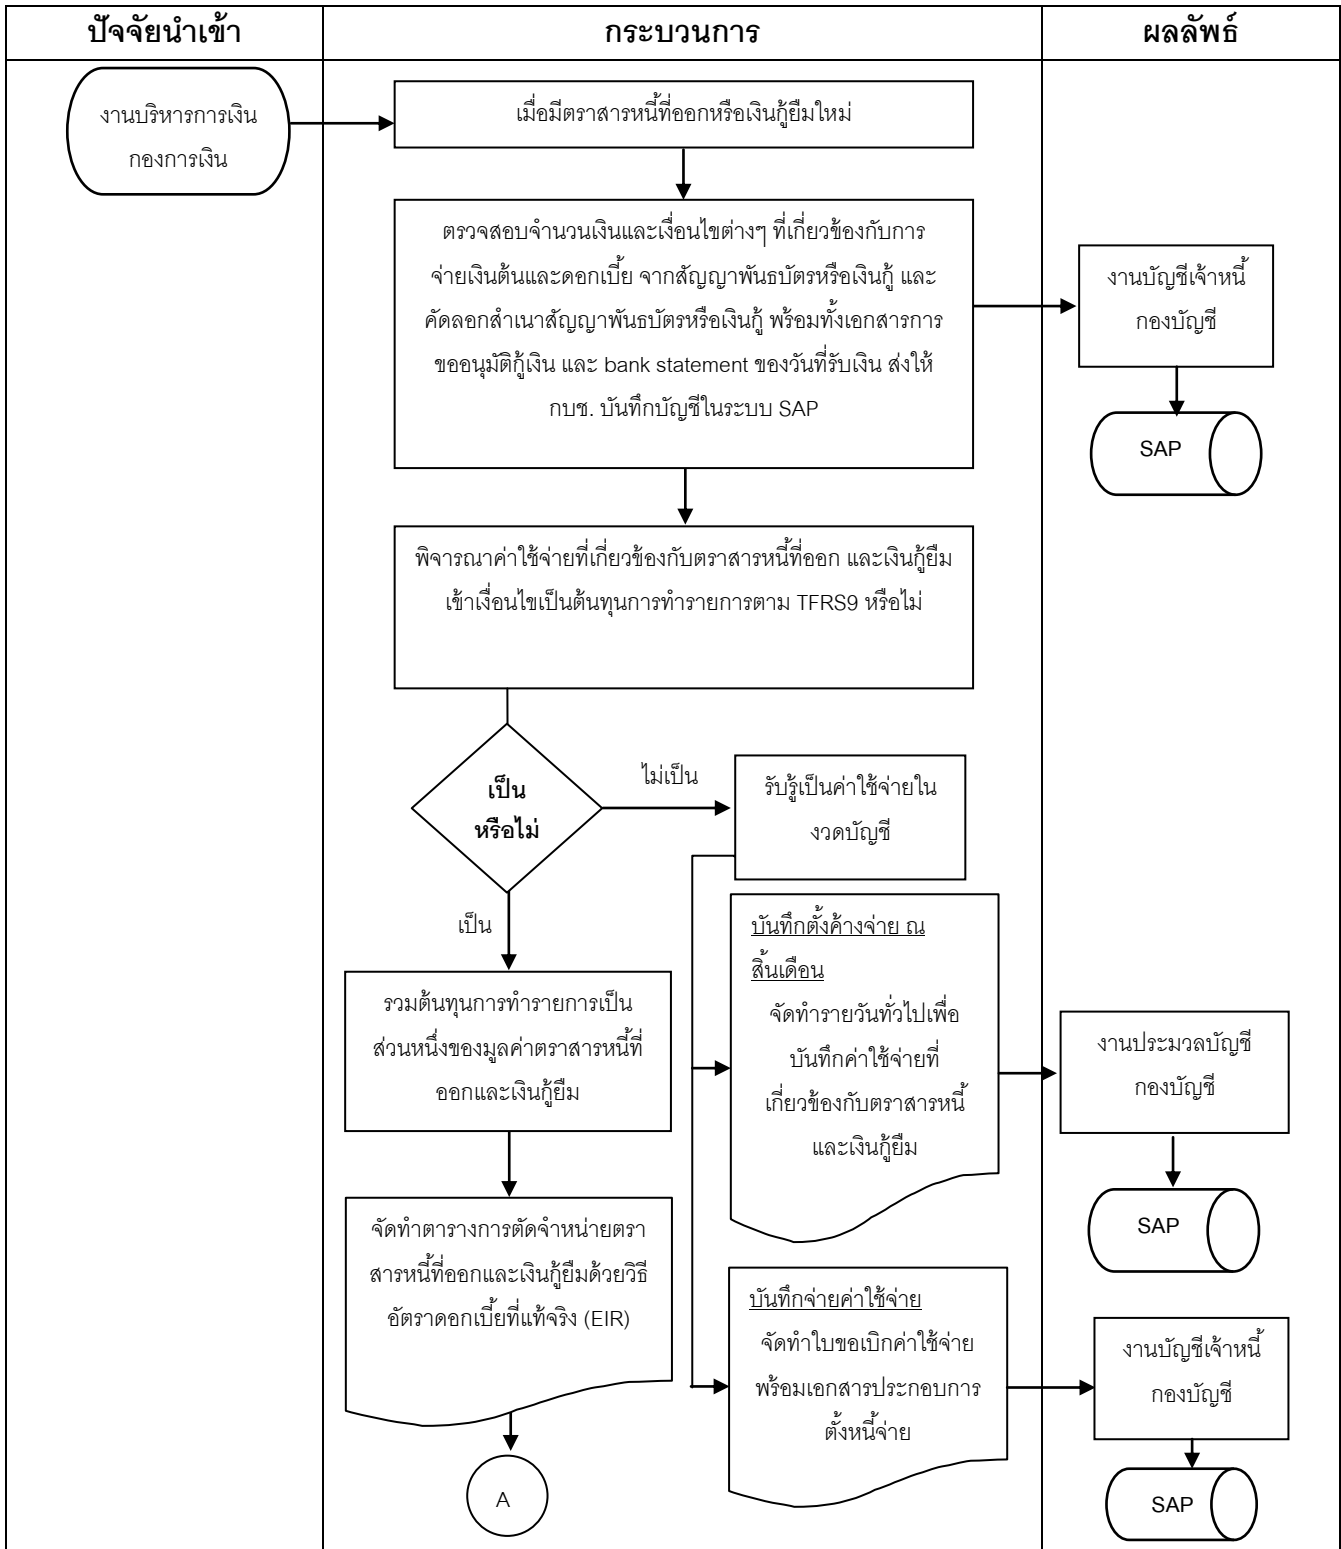 ปัจจัยนำเข้า
กระบวนการ
ผลลัพธ์
งานบริหารการเงิน
กองการเงิน
เมื่อมีตราสารหนี้ที่ออกหรือเงินกู้ยืมใหม่
ตรวจสอบจำนวนเงินและเงื่อนไขต่างๆ ที่เกี่ยวข้องกับการ
จ่ายเงินต้นและดอกเบี้ย จากสัญญาพันธบัตรหรือเงินกู้ และ
คัดลอกสำเนาสัญญาพันธบัตรหรือเงินกู้ พร้อมทั้งเอกสารการ
ขออนุมัติกู้เงิน และ bank statement ของวันที่รับเงิน ส่งให้
กบช. บันทึกบัญชีในระบบ SAP
งานบัญชีเจ้าหนี้
กองบัญชี
SAP
พิจารณาค่าใช้จ่ายที่เกี่ยวข้องกับตราสารหนี้ที่ออก และเงินกู้ยืม
เข้าเงื่อนไขเป็นต้นทุนการทำรายการตาม TFRS9 หรือไม่
เป็น
หรือไม่
ไม่เป็น
รับรู้เป็นค่าใช้จ่ายใน
งวดบัญชี
เป็น
รวมต้นทุนการทำรายการเป็น
ส่วนหนึ่งของมูลค่าตราสารหนี้ที่
ออกและเงินกู้ยืม
บันทึกตั้งค้างจ่าย ณ
สิ้นเดือน
จัดทำรายวันทั่วไปเพื่อ
บันทึกค่าใช้จ่ายที่
เกี่ยวข้องกับตราสารหนี้
และเงินกู้ยืม
งานประมวลบัญชี
กองบัญชี
SAP
จัดทำตารางการตัดจำหน่ายตรา
สารหนี้ที่ออกและเงินกู้ยืมด้วยวิธี
อัตราดอกเบี้ยที่แท้จริง (EIR)
บันทึกจ่ายค่าใช้จ่าย
จัดทำใบขอเบิกค่าใช้จ่าย
พร้อมเอกสารประกอบการ
ตั้งหนี้จ่าย
งานบัญชีเจ้าหนี้
กองบัญชี
SAP
A